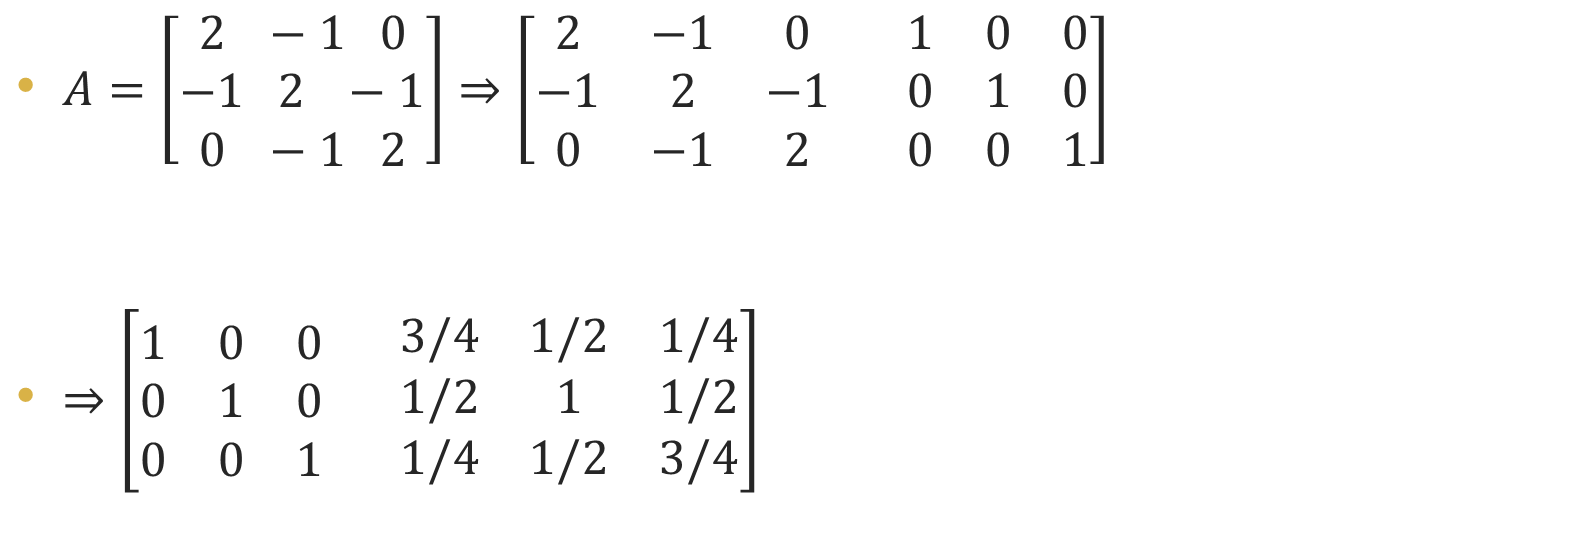 • A = [ 2 − 1 0 ⇒ [ 2 −1 0 1 0 0 ]
−1 2 − 1 −1 2 −1 0 1 0
0 − 1 2 ] 0 −1 2 0 0 1
• ⇒ [ 1 0 0 3/4 1/2 1/4 ]
0 1 0 1/2 1 1/2
0 0 1 1/4 1/2 3/4